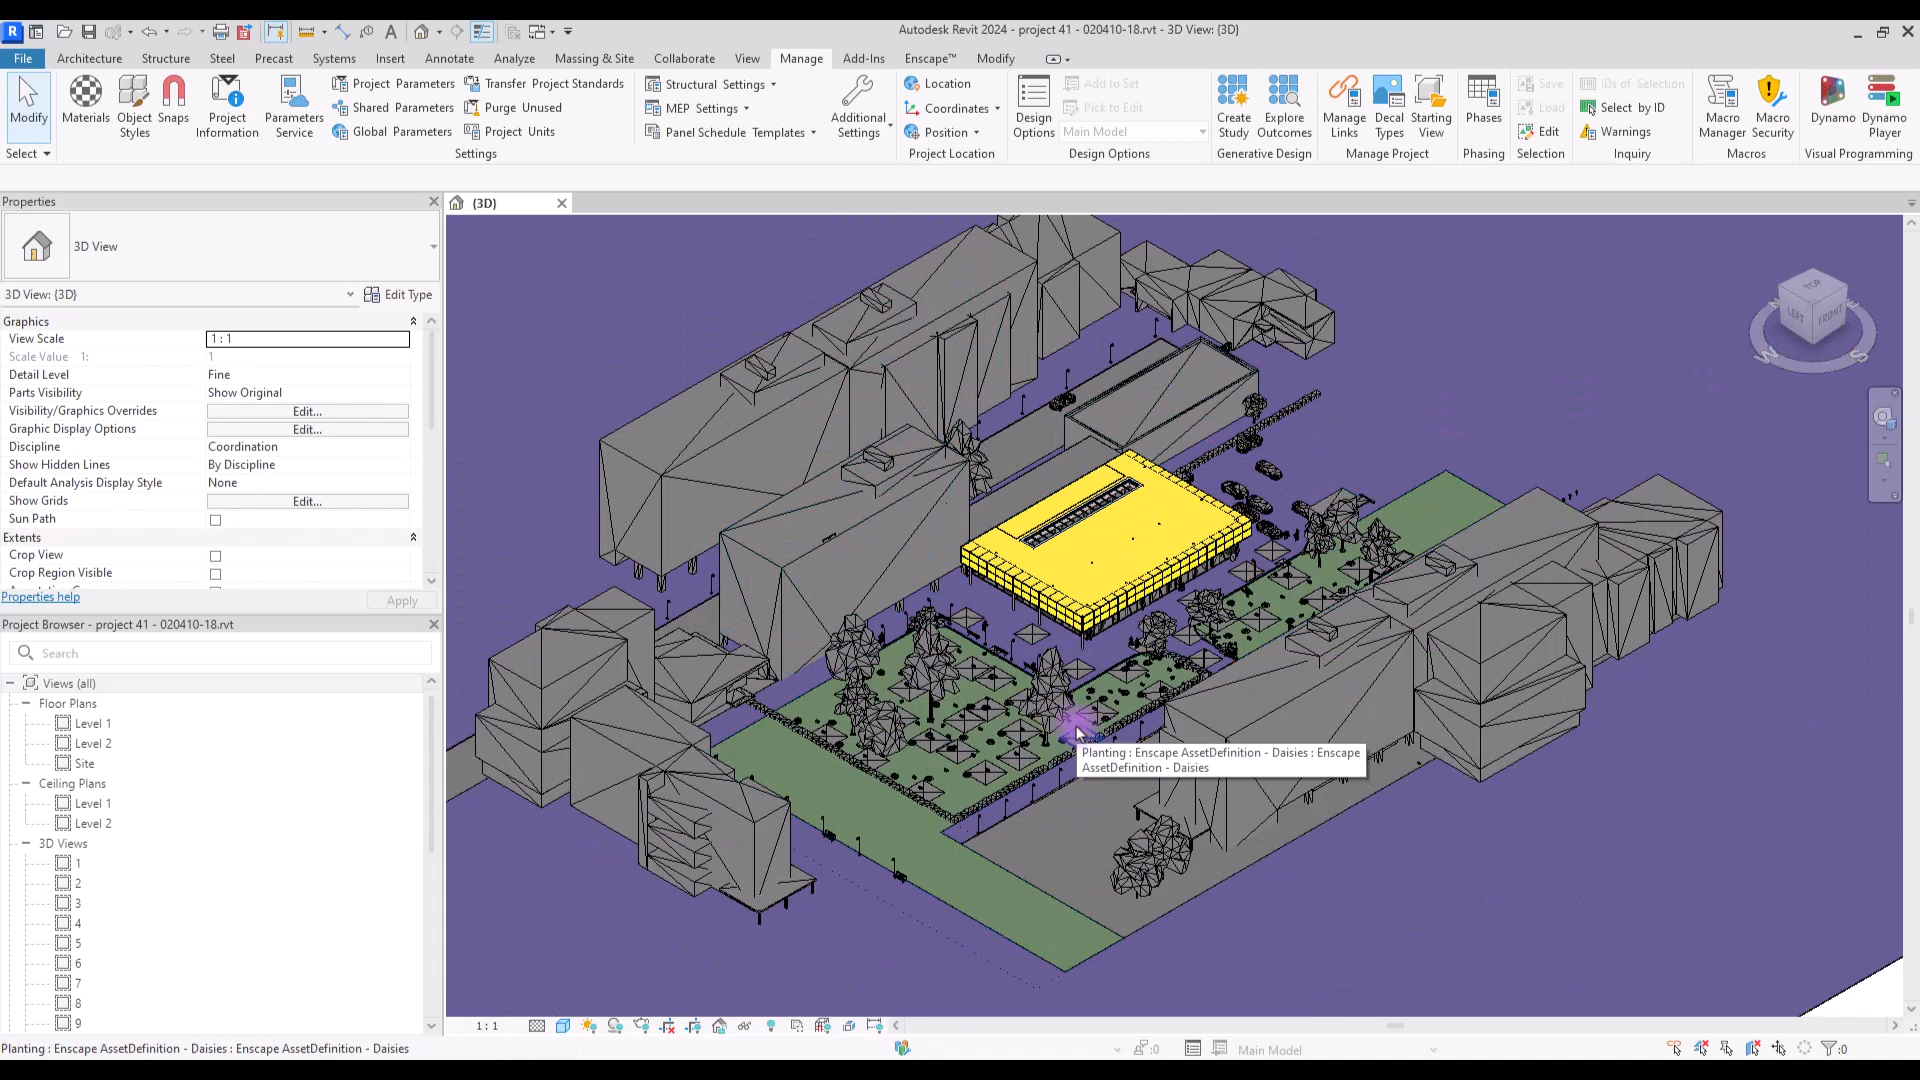 Autodesk Revit 2024 - project 41 - 020410-18.rvt - 3D View: {3D}
File Architecture Structure Steel Precast Systems Insert Annotate Analyze Massing & Site Collaborate View Manage Add-Ins Enscape™ Modify
Modify
Select
Materials
Object Styles
Snaps
Project Information
Parameters Service
Project Parameters
Shared Parameters
Global Parameters
Transfer Project Standards
Purge Unused
Project Units
Settings
Structural Settings
MEP Settings
Panel Schedule Templates
Additional Settings
Location
Coordinates
Position
Project Location
Design Options
Add to Set
Pick to Edit
Main Model
Design Options
Create Study
Explore Outcomes
Generative Design
Manage Links
Decal Types
Starting View
Manage Project
Phases
Phasing
Save
Load
Edit
Selection
IDs of Selection
Select by ID
Warnings
Inquiry
Macro Manager
Macro Security
Macros
Dynamo
Dynamo Player
Visual Programming
Properties
3D View
3D View: {3D}
Edit Type
Graphics
View Scale 1 : 1
Scale Value 1: 1
Detail Level Fine
Parts Visibility Show Original
Visibility/Graphics Overrides Edit...
Graphic Display Options Edit...
Discipline Coordination
Show Hidden Lines By Discipline
Default Analysis Display Style None
Show Grids Edit...
Sun Path
Extents
Crop View
Crop Region Visible
Properties help Apply
Project Browser - project 41 - 020410-18.rvt
Search
Views (all)
Floor Plans
Level 1
Level 2
Site
Ceiling Plans
Level 1
Level 2
3D Views
1
2
3
4
5
6
7
8
9
{3D}
TOP
LEFT
FRONT
W
S
Planting : Enscape AssetDefinition - Daisies : Enscape
AssetDefinition - Daisies
1 : 1
Planting : Enscape AssetDefinition - Daisies : Enscape AssetDefinition - Daisies
:0
Main Model
:0